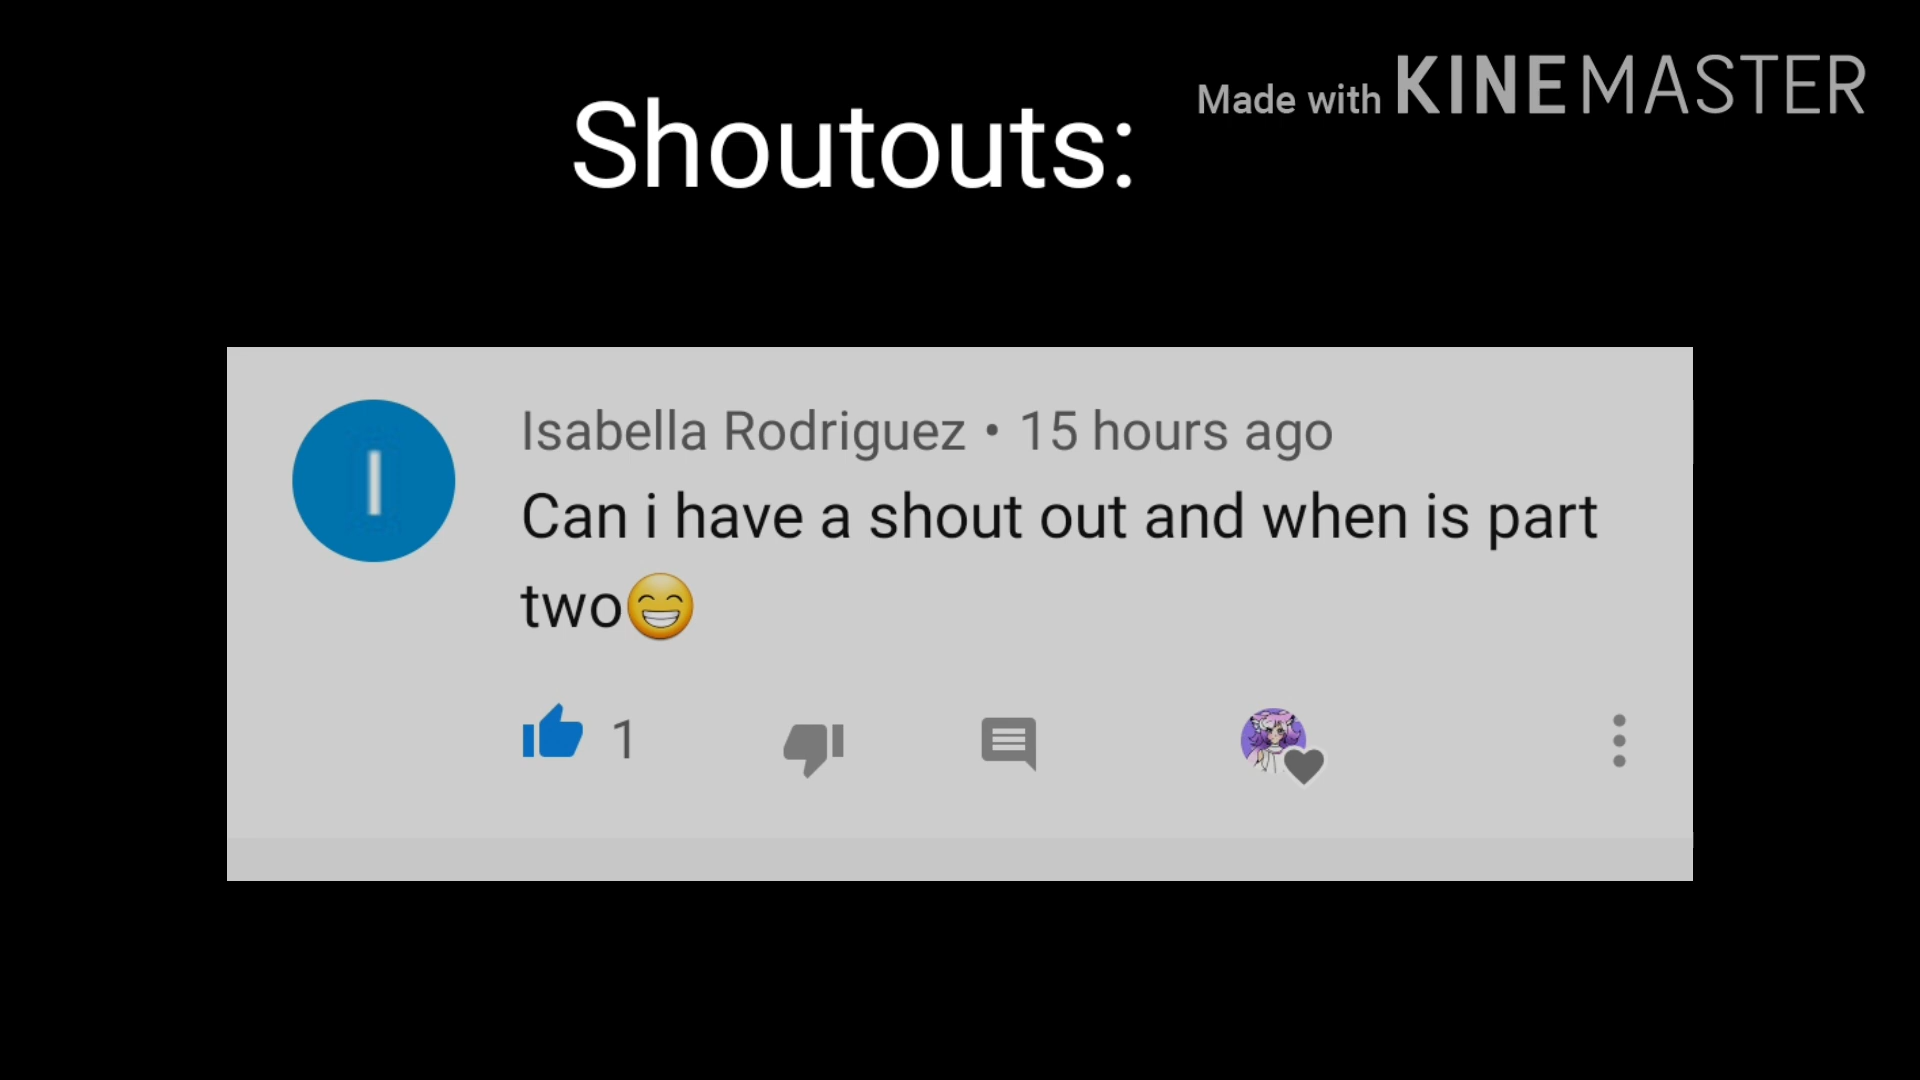 Made with KINEMASTER
Shoutouts:
I
Isabella Rodriguez • 15 hours ago
Can i have a shout out and when is part
two😁
1